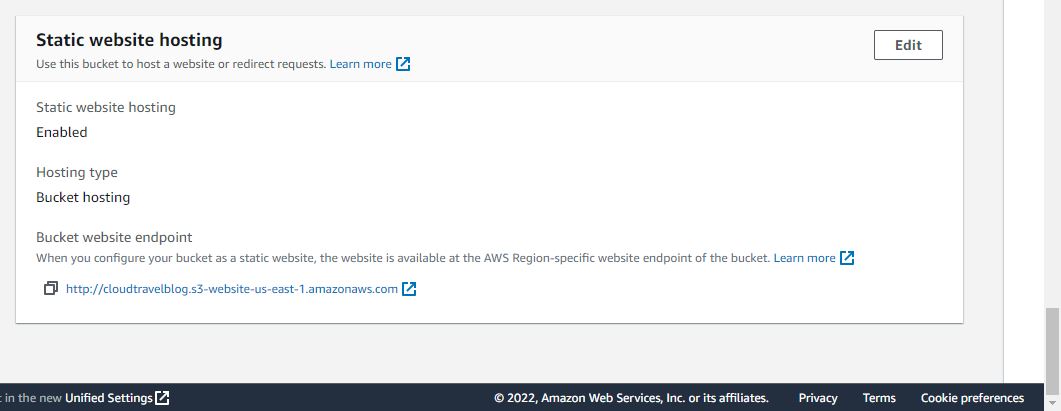 Static website hosting
Edit
Use this bucket to host a website or redirect requests. Learn more
Static website hosting
Enabled
Hosting type
Bucket hosting
Bucket website endpoint
When you configure your bucket as a static website, the website is available at the AWS Region-specific website endpoint of the bucket. Learn more
http://cloudtravelblog.s3-website-us-east-1.amazonaws.com
in the new Unified Settings
© 2022, Amazon Web Services, Inc. or its affiliates. Privacy Terms Cookie preferences